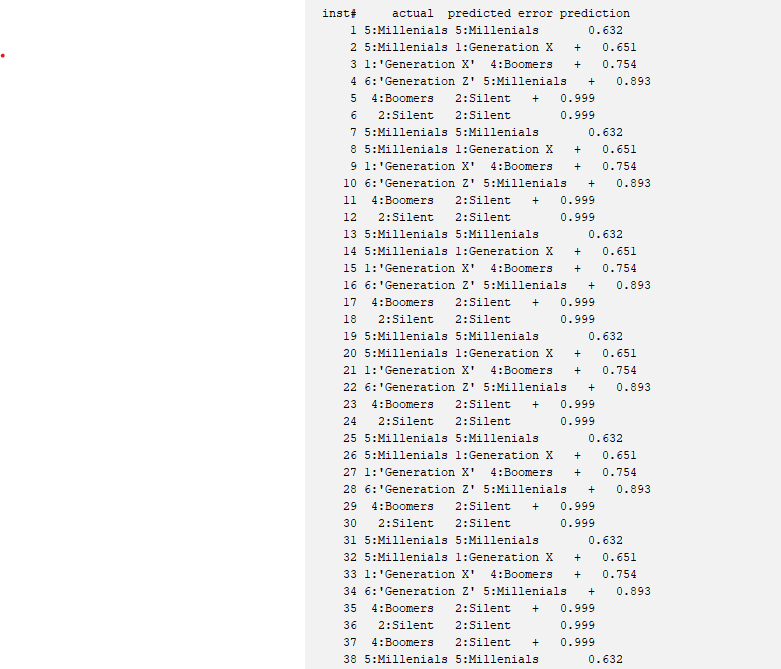 inst# actual predicted error prediction
1 5:Millenials 5:Millenials 0.632
2 5:Millenials 1:Generation X + 0.651
3 1:'Generation X' 4:Boomers + 0.754
4 6:'Generation Z' 5:Millenials + 0.893
5 4:Boomers 2:Silent + 0.999
6 2:Silent 2:Silent 0.999
7 5:Millenials 5:Millenials 0.632
8 5:Millenials 1:Generation X + 0.651
9 1:'Generation X' 4:Boomers + 0.754
10 6:'Generation Z' 5:Millenials + 0.893
11 4:Boomers 2:Silent + 0.999
12 2:Silent 2:Silent 0.999
13 5:Millenials 5:Millenials 0.632
14 5:Millenials 1:Generation X + 0.651
15 1:'Generation X' 4:Boomers + 0.754
16 6:'Generation Z' 5:Millenials + 0.893
17 4:Boomers 2:Silent + 0.999
18 2:Silent 2:Silent 0.999
19 5:Millenials 5:Millenials 0.632
20 5:Millenials 1:Generation X + 0.651
21 1:'Generation X' 4:Boomers + 0.754
22 6:'Generation Z' 5:Millenials + 0.893
23 4:Boomers 2:Silent + 0.999
24 2:Silent 2:Silent 0.999
25 5:Millenials 5:Millenials 0.632
26 5:Millenials 1:Generation X + 0.651
27 1:'Generation X' 4:Boomers + 0.754
28 6:'Generation Z' 5:Millenials + 0.893
29 4:Boomers 2:Silent + 0.999
30 2:Silent 2:Silent 0.999
31 5:Millenials 5:Millenials 0.632
32 5:Millenials 1:Generation X + 0.651
33 1:'Generation X' 4:Boomers + 0.754
34 6:'Generation Z' 5:Millenials + 0.893
35 4:Boomers 2:Silent + 0.999
36 2:Silent 2:Silent 0.999
37 4:Boomers 2:Silent + 0.999
38 5:Millenials 5:Millenials 0.632